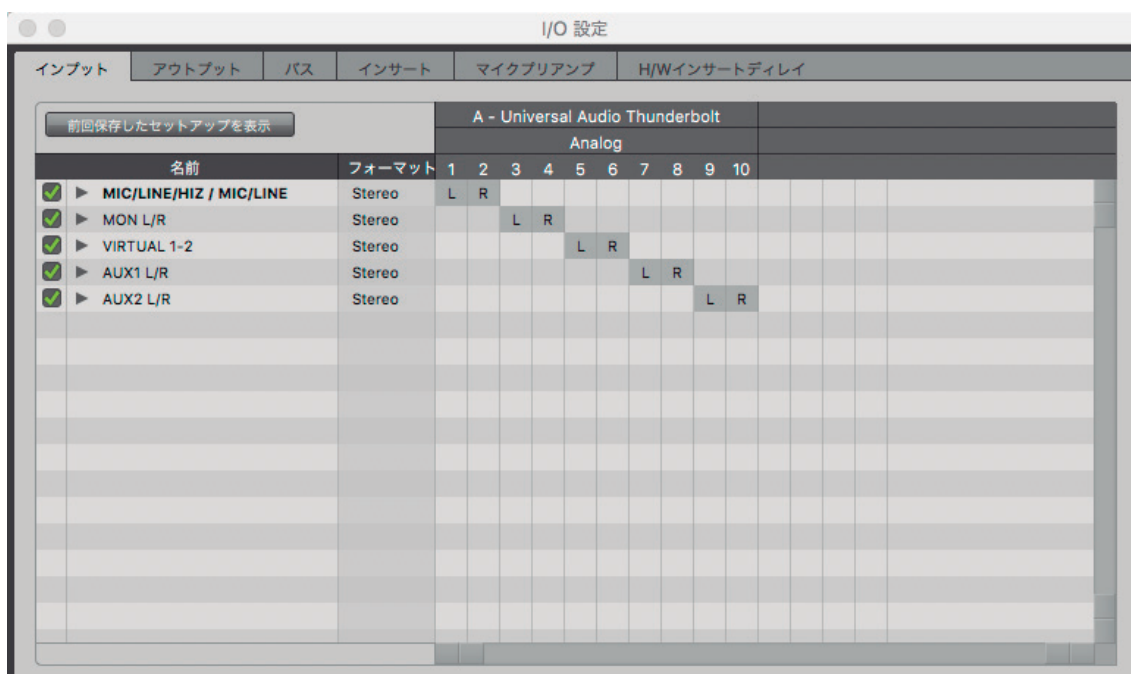 I/O 設定
インプット アウトプット バス インサート マイクプリアンプ H/Wインサートディレイ
前回保存したセットアップを表示 A - Universal Audio Thunderbolt
Analog
名前 フォーマット 1 2 3 4 5 6 7 8 9 10
MIC/LINE/HIZ / MIC/LINE Stereo L R
MON L/R Stereo L R
VIRTUAL 1-2 Stereo L R
AUX1 L/R Stereo L R
AUX2 L/R Stereo L R